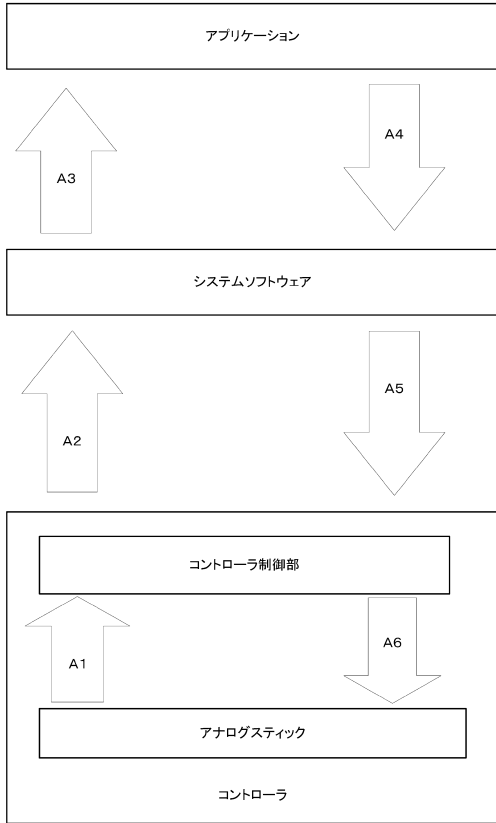 アプリケーション
A3
A4
システムソフトウェア
A2
A5
コントローラ制御部
A1
A6
アナログスティック
コントローラ